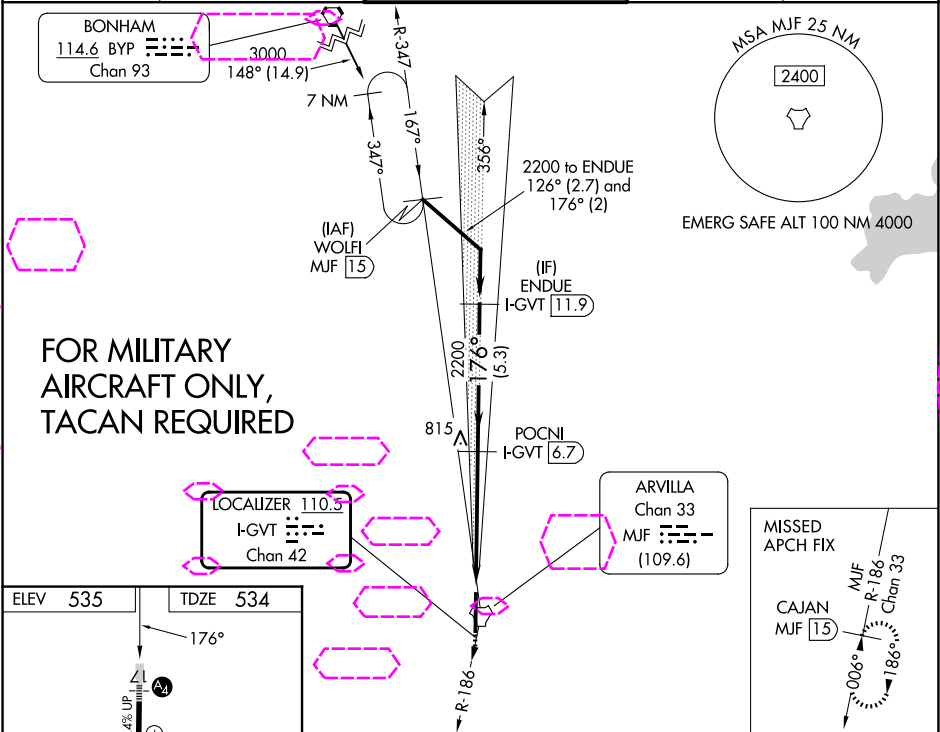 BONHAM
114.6 BYP
Chan 93
3000
148° (14.9)
7 NM
R-347
167°
347°
356°
2200 to ENDUE
126° (2.7) and
176° (2)
MSA MJF 25 NM
2400
EMERG SAFE ALT 100 NM 4000
(IAF)
WOLFI
MJF 15
(IF)
ENDUE
I-GVT 11.9
FOR MILITARY
AIRCRAFT ONLY,
TACAN REQUIRED
2200
176°
(5.3)
815
POCNI
I-GVT 6.7
LOCALIZER 110.5
I-GVT
Chan 42
ARVILLA
Chan 33
MJF
(109.6)
R-186
MISSED
APCH FIX
MJF
R-186
Chan 33
CAJAN
MJF 15
006°
186°
ELEV 535
TDZE 534
176°
17
A4
4% UP